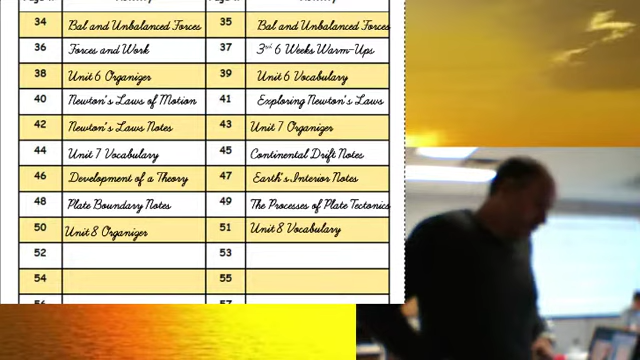 34 Bal and Unbalanced Forces 35 Bal and Unbalanced Forces
36 Forces and Work 37 3rd 6 Weeks Warm-Ups
38 Unit 6 Organizer 39 Unit 6 Vocabulary
40 Newton's Laws of Motion 41 Exploring Newton's Laws
42 Newton's Laws Notes 43 Unit 7 Organizer
44 Unit 7 Vocabulary 45 Continental Drift Notes
46 Development of a Theory 47 Earth's Interior Notes
48 Plate Boundary Notes 49 The Processes of Plate Tectonics
50 Unit 8 Organizer 51 Unit 8 Vocabulary
52 53
54 55
56 57